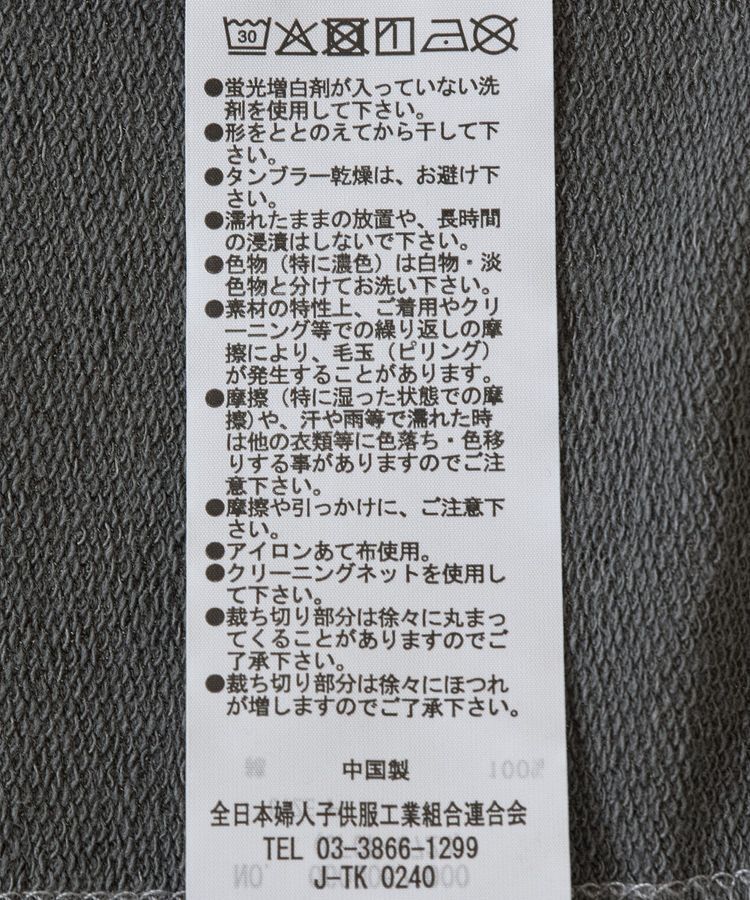 30
●蛍光増白剤が入っていない洗
剤を使用して下さい。
●形をととのえてから干して下
さい。
●タンブラー乾燥は、お避け下
さい。
●濡れたままの放置や、長時間
の浸漬はしないで下さい。
●色物（特に濃色）は白物・淡
色物と分けてお洗い下さい。
●素材の特性上、ご着用やクリ
ーニング等での繰り返しの摩
擦により、毛玉（ピリング）
が発生することがあります。
●摩擦（特に湿った状態での摩
擦)や、汗や雨等で濡れた時
は他の衣類等に色落ち・色移
りする事がありますのでご注
意下さい。
●摩擦や引っかけに、ご注意下
さい。
●アイロンあて布使用。
●クリーニングネットを使用し
て下さい。
●裁ち切り部分は徐々に丸まっ
てくることがありますのでご
了承下さい。
●裁ち切り部分は徐々にほつれ
が増しますのでご了承下さい。
中国製
全日本婦人子供服工業組合連合会
TEL 03-3866-1299
J-TK 0240